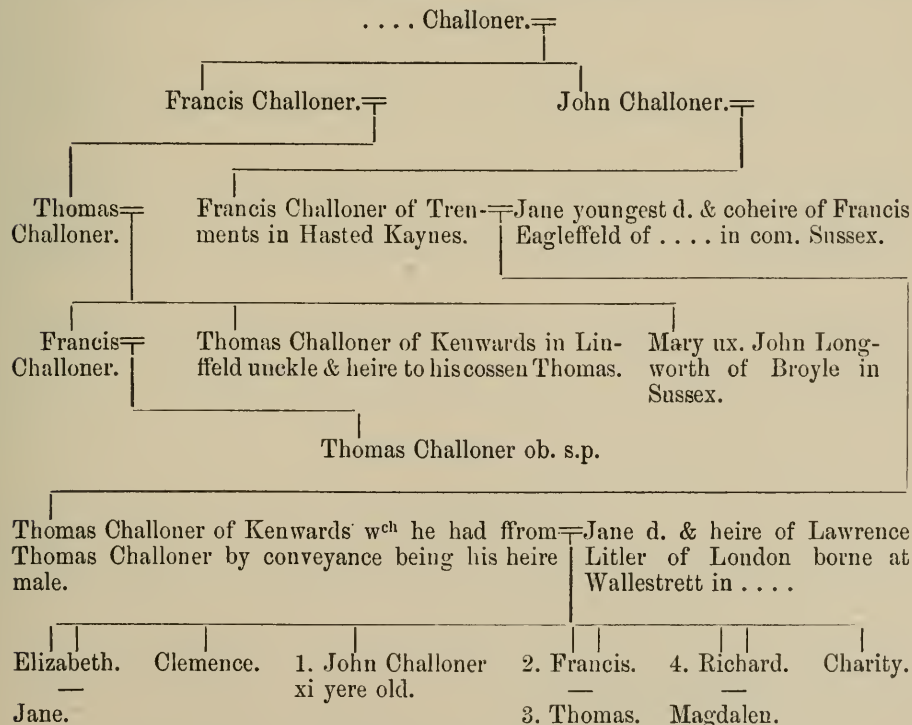 . . . . Challoner.
Francis Challoner. John Challoner.
Thomas Challoner.
Francis Challoner of Tren-
ments in Hasted Kaynes.
Jane youngest d. & coheire of Francis
Eagleffeld of . . . . in com. Sussex.
Francis Challoner.
Thomas Challoner of Kenwards in Lin-
ffeld unckle & heire to his cossen Thomas.
Mary ux. John Long-
worth of Broyle in
Sussex.
Thomas Challoner ob. s.p.
Thomas Challoner of Kenwards wch he had ffrom
Thomas Challoner by conveyance being his heire
male.
Jane d. & heire of Lawrence
Litler of London borne at
Wallestrett in . . . .
Elizabeth.
—
Jane.
Clemence.
1. John Challoner
xi yere old.
2. Francis.
—
3. Thomas.
4. Richard.
—
Magdalen.
Charity.